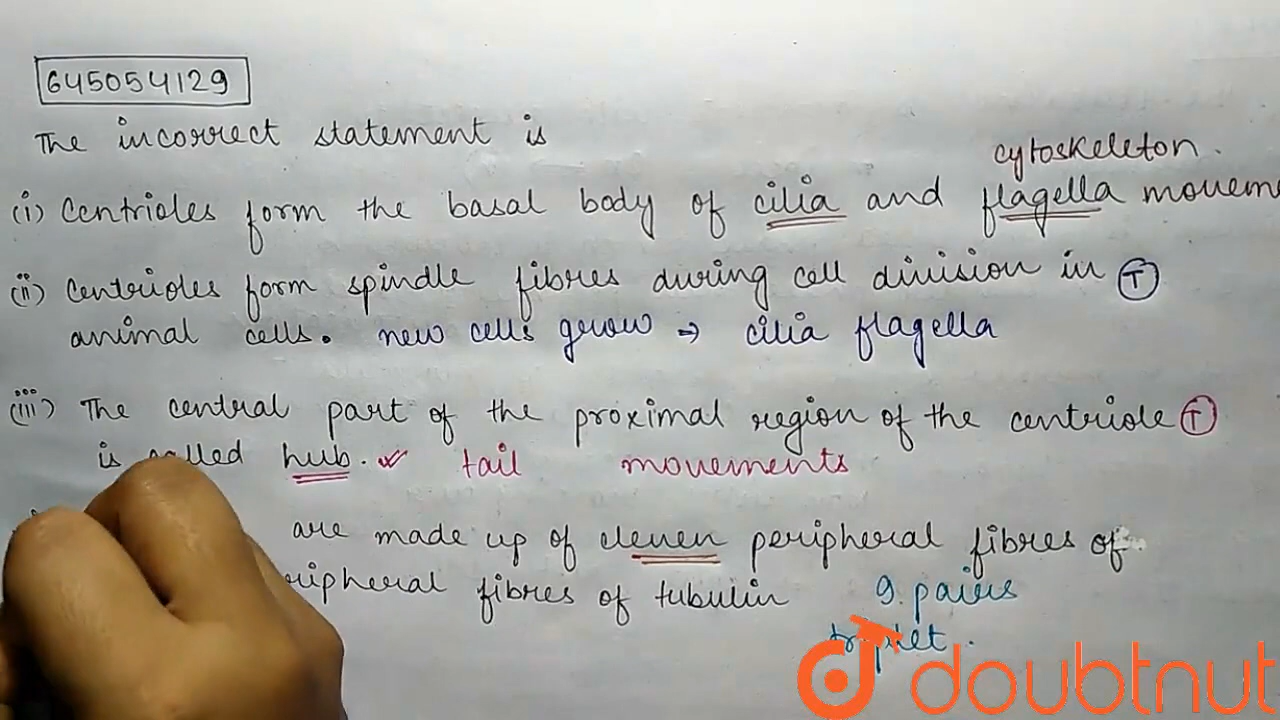 645054129
The incorrect statement is
cytoskeleton.
(i) Centrioles form the basal body of cilia and flagella moveme
(ii) Centrioles form spindle fibres during cell division in T
animal cells. new cells grow → cilia flagella
(iii) The central part of the proximal region of the centriole T
is called hub. tail movements
are made up of eleven peripheral fibres of
ripheral fibres of tubulin 9. pairs
triplet.
doubtnut